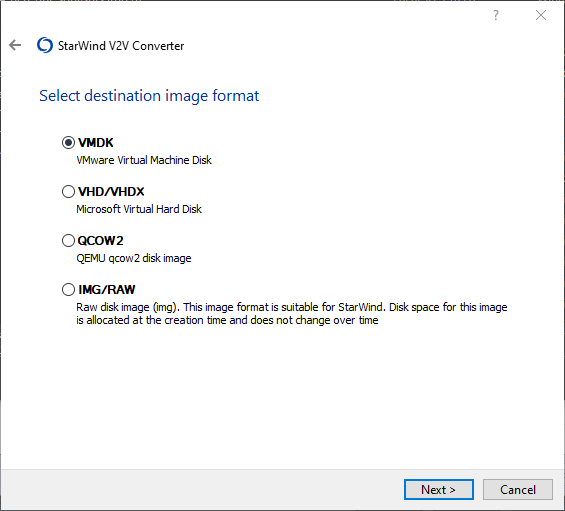 ?
StarWind V2V Converter
Select destination image format
VMDK
VMware Virtual Machine Disk
VHD/VHDX
Microsoft Virtual Hard Disk
QCOW2
QEMU qcow2 disk image
IMG/RAW
Raw disk image (img). This image format is suitable for StarWind. Disk space for this image
is allocated at the creation time and does not change over time
Next >
Cancel